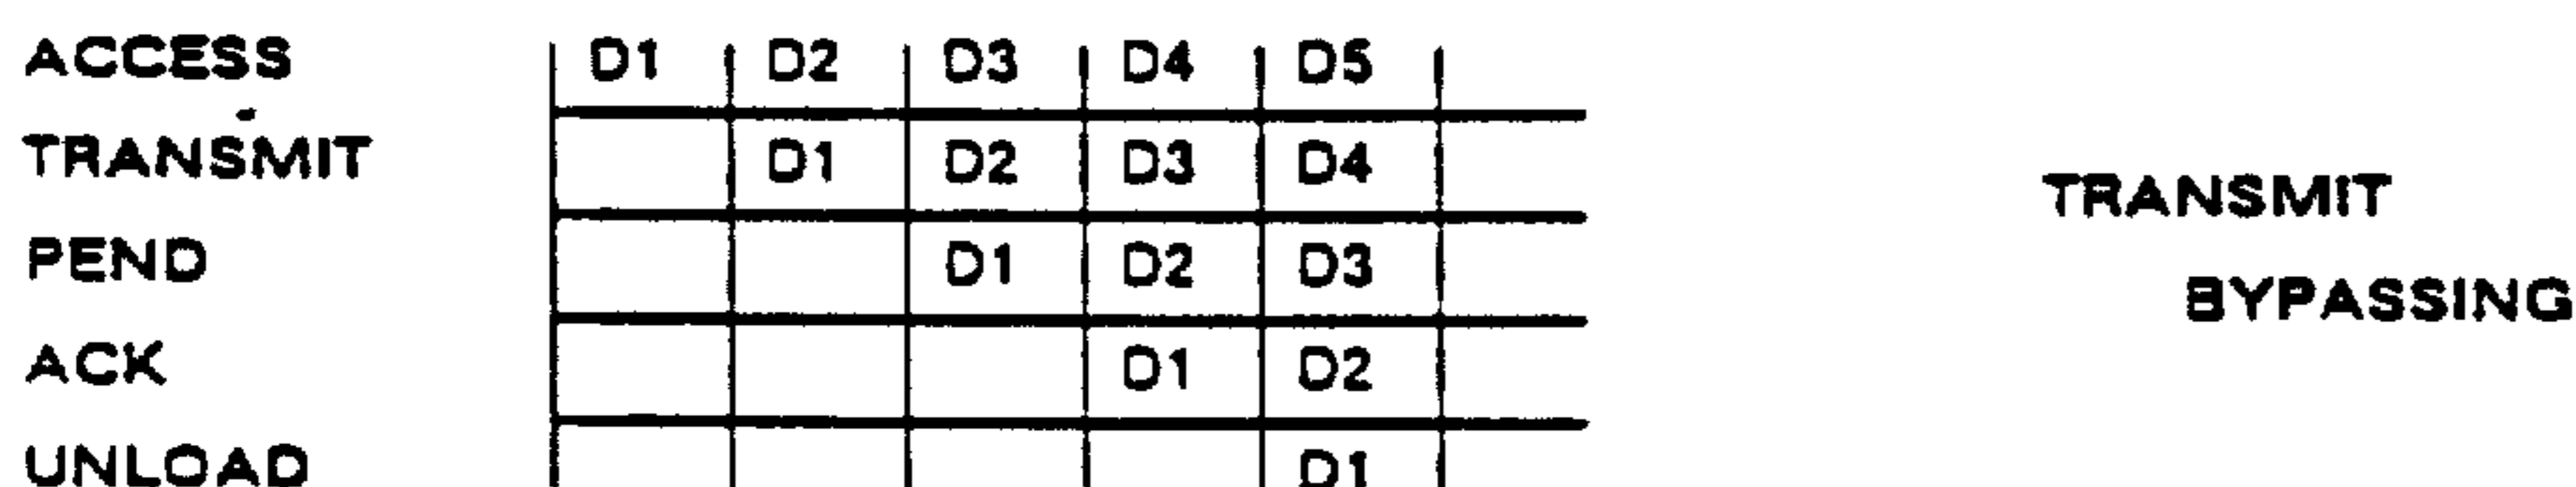 ACCESS D1 D2 D3 D4 D5
TRANSMIT D1 D2 D3 D4
PEND D1 D2 D3
ACK D1 D2
UNLOAD D1
TRANSMIT
BYPASSING